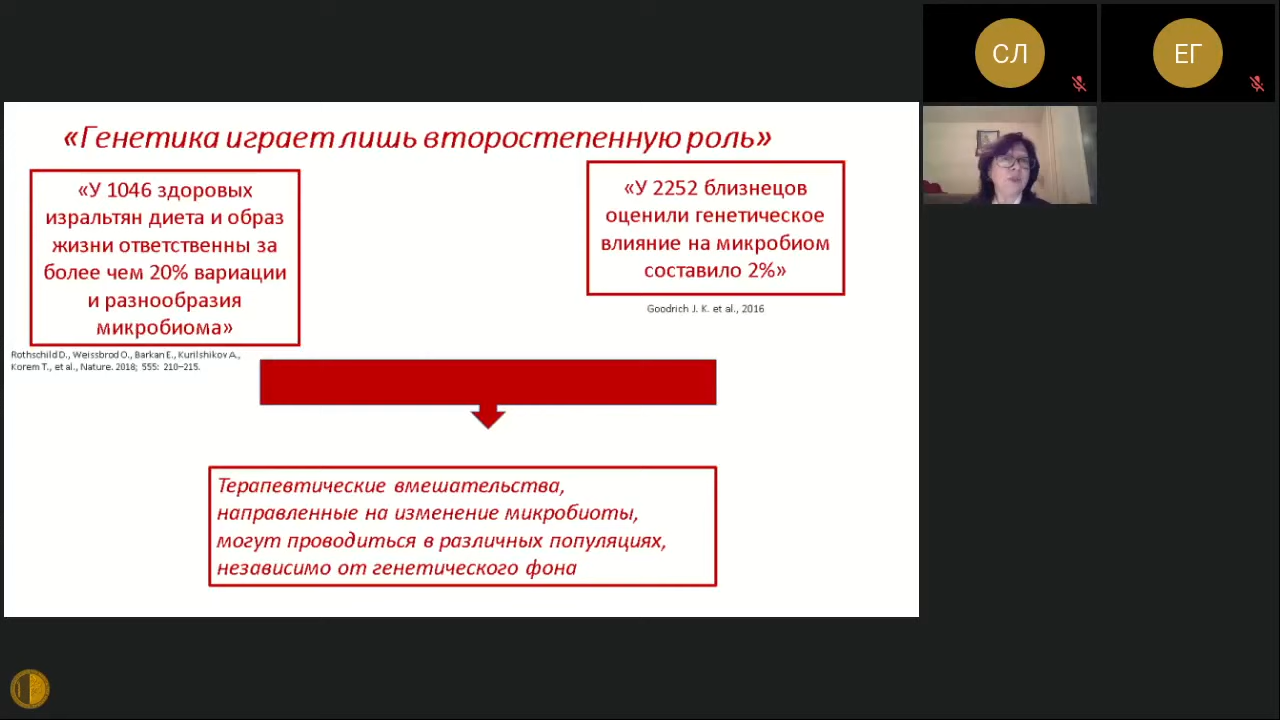 «Генетика играет лишь второстепенную роль»
«У 1046 здоровых
изральтян диета и образ
жизни ответственны за
более чем 20% вариации
и разнообразия
микробиома»
Rothschild D., Weissbrod O., Barkan E., Kurilshikov A.,
Korem T., et al., Nature. 2018; 555: 210–215.
«У 2252 близнецов
оценили генетическое
влияние на микробиом
составило 2%»
Goodrich J. K. et al., 2016
Терапевтические вмешательства,
направленные на изменение микробиоты,
могут проводиться в различных популяциях,
независимо от генетического фона
СЛ
ЕГ